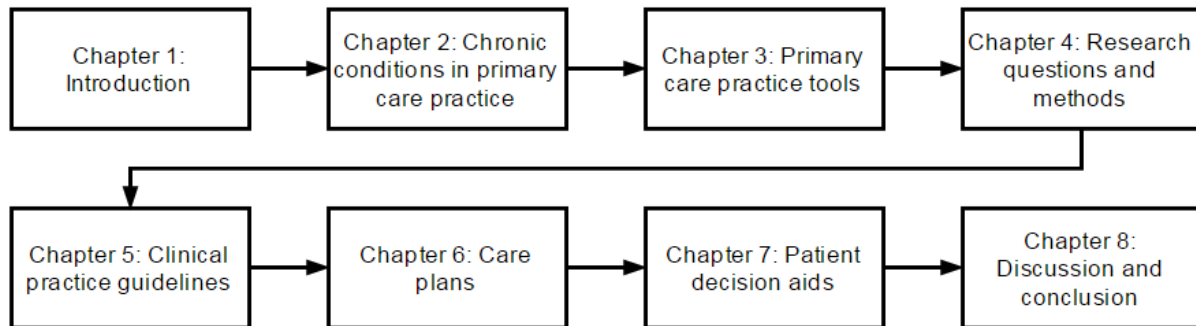 Chapter 1:
Introduction
Chapter 2: Chronic
conditions in primary
care practice
Chapter 3: Primary
care practice tools
Chapter 4: Research
questions and
methods
Chapter 5: Clinical
practice guidelines
Chapter 6: Care
plans
Chapter 7: Patient
decision aids
Chapter 8:
Discussion and
conclusion